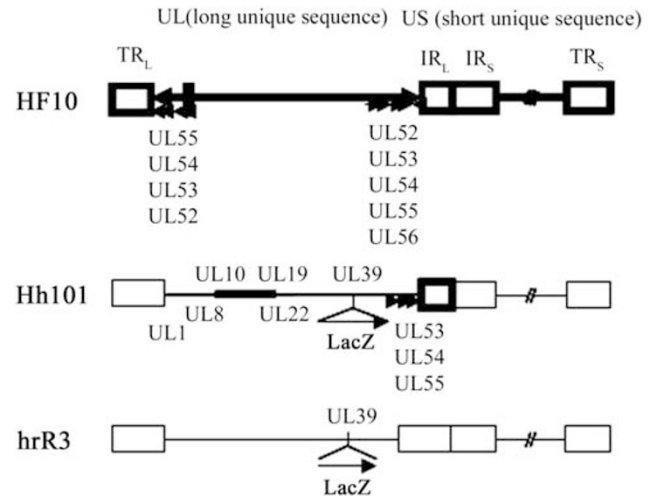 UL(long unique sequence) US (short unique sequence)
TRL IRL IRS TRS
HF10
UL55 UL52
UL54 UL53
UL53 UL54
UL52 UL55
UL56
UL10 UL19 UL39
Hh101
UL1 UL8 UL22 LacZ UL53
UL54
UL55
UL39
hrR3
LacZ